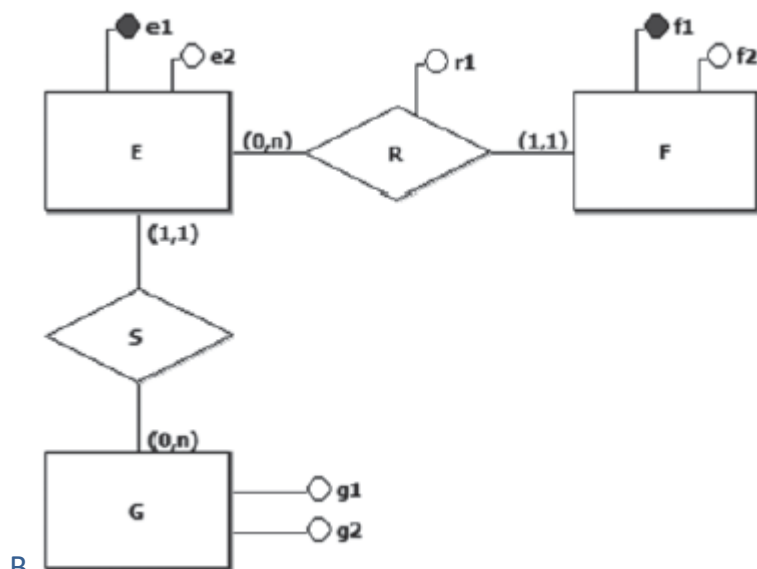 e1
e2
f1
f2
r1
E
(0,n)
R
(1,1)
F
(1,1)
S
(0,n)
G
g1
g2
B